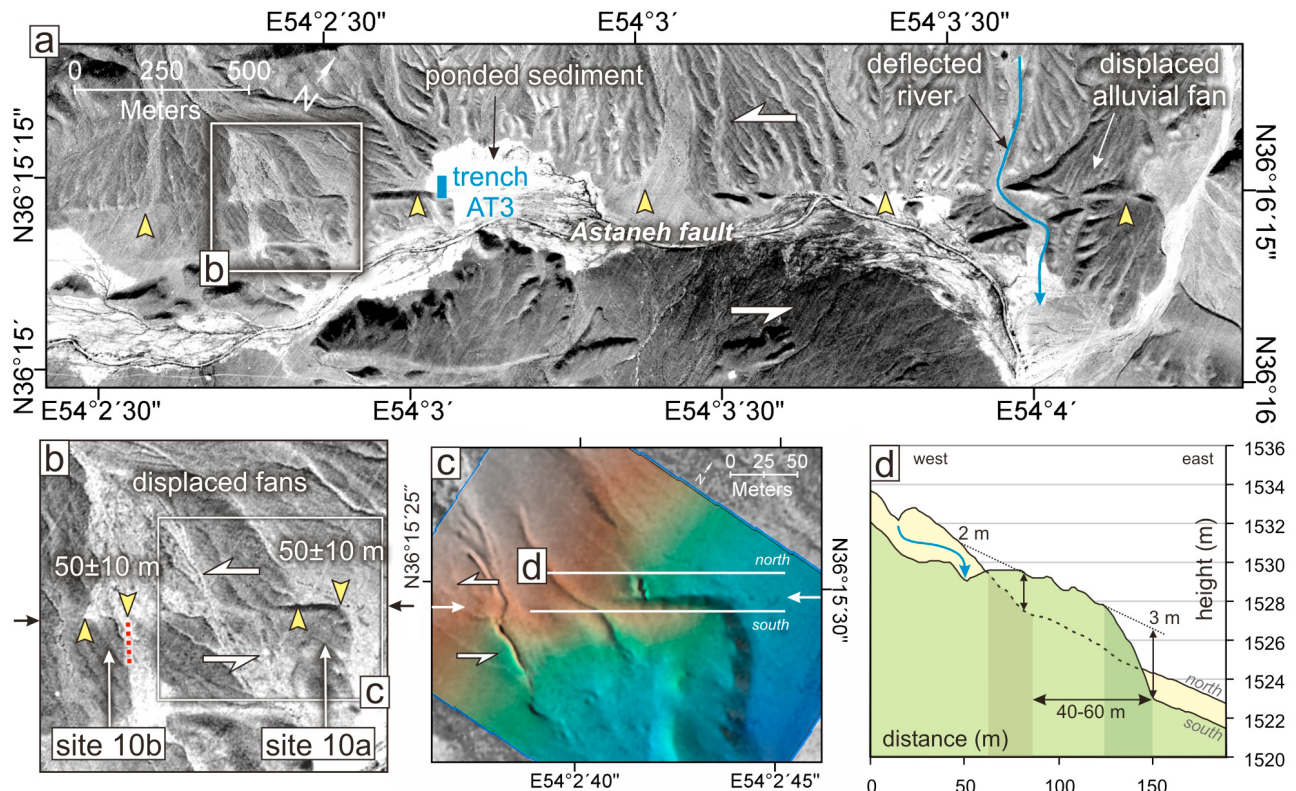 E54°2´30"
E54°3´
E54°3´30"
a
0 250 500
Meters
N
ponded sediment
deflected
river
displaced
alluvial fan
N36°15´15"
N36°16´15"
trench
AT3
b
Astaneh fault
N36°15´
N36°16
E54°2´30"
E54°3´
E54°3´30"
E54°4´
b
displaced fans
50±10 m
50±10 m
c
site 10b
site 10a
c
0 25 50
Meters
N
N36°15´25"
N36°15´30"
d
north
south
E54°2´40"
E54°2´45"
d
west
east
2 m
3 m
40-60 m
north
south
distance (m)
height (m)
1536
1534
1532
1530
1528
1526
1524
1522
1520
0
50
100
150